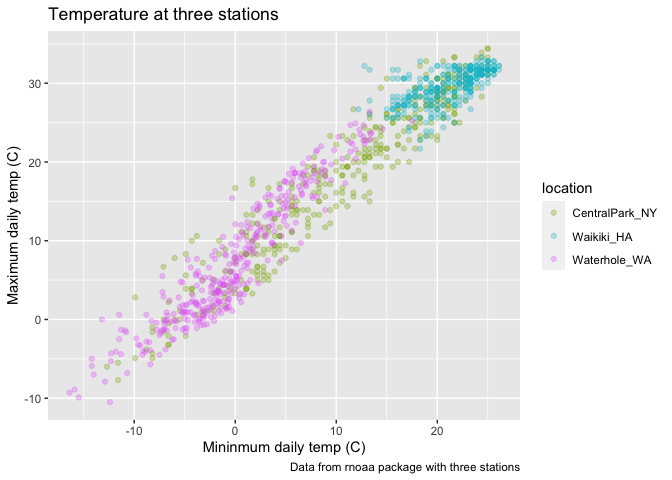 Temperature at three stations
Maximum daily temp (C)
30
20
10
0
-10
-10
0
10
20
Mininmum daily temp (C)
location
CentralPark_NY
Waikiki_HA
Waterhole_WA
Data from rnoaa package with three stations